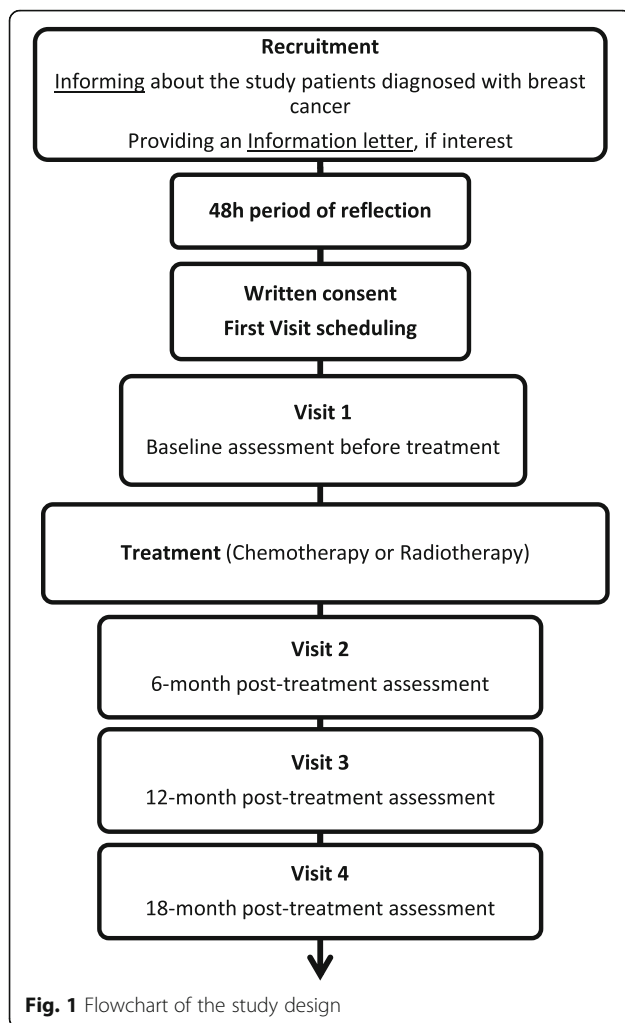 Recruitment
Informing about the study patients diagnosed with breast
cancer
Providing an Information letter, if interest
48h period of reflection
Written consent
First Visit scheduling
Visit 1
Baseline assessment before treatment
Treatment (Chemotherapy or Radiotherapy)
Visit 2
6-month post-treatment assessment
Visit 3
12-month post-treatment assessment
Visit 4
18-month post-treatment assessment
Fig. 1 Flowchart of the study design